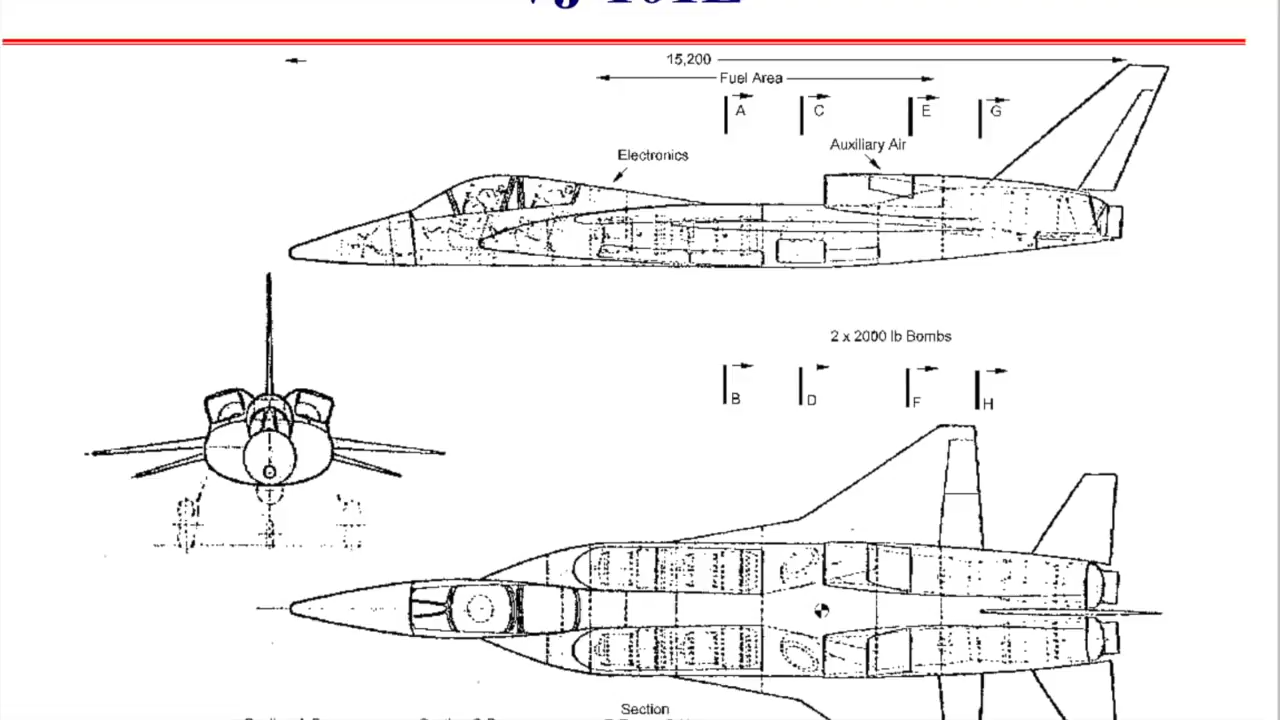 15,200
Fuel Area
A C E G
Auxiliary Air
Electronics
2 x 2000 lb Bombs
B D F H
Section